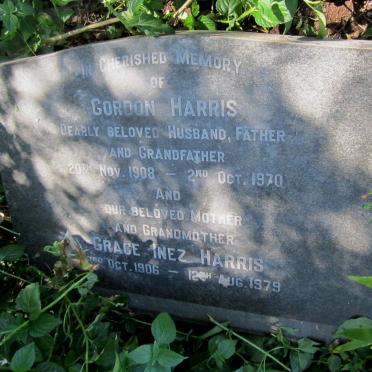 In Cherished Memory
of
Gordon Harris
Dearly beloved Husband, Father
and Grandfather
20th Nov. 1908 – 2nd Oct. 1970
And
our beloved Mother
and Grandmother
Grace Inez Harris
Oct. 1906 – 12th Aug. 1979